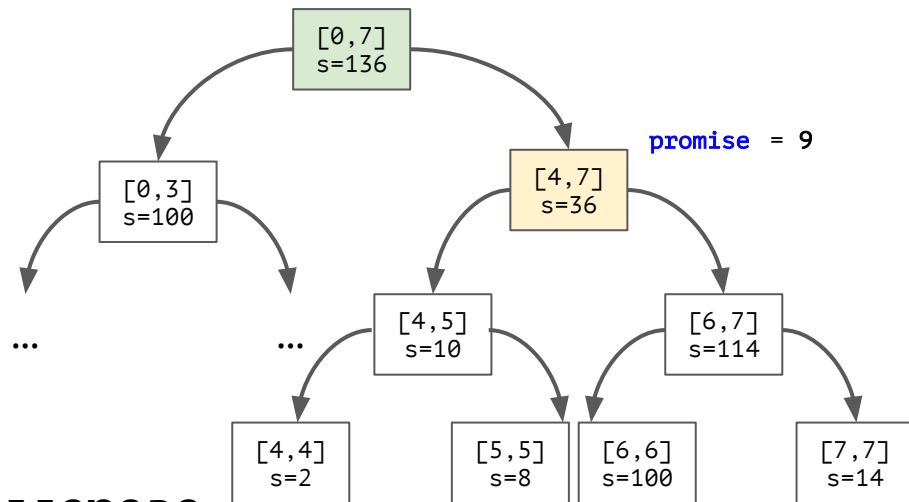 [0,7]
s=136
promise = 9
[0,3]
s=100
[4,7]
s=36
[4,5]
s=10
[6,7]
s=114
...
...
[4,4]
s=2
[5,5]
s=8
[6,6]
s=100
[7,7]
s=14